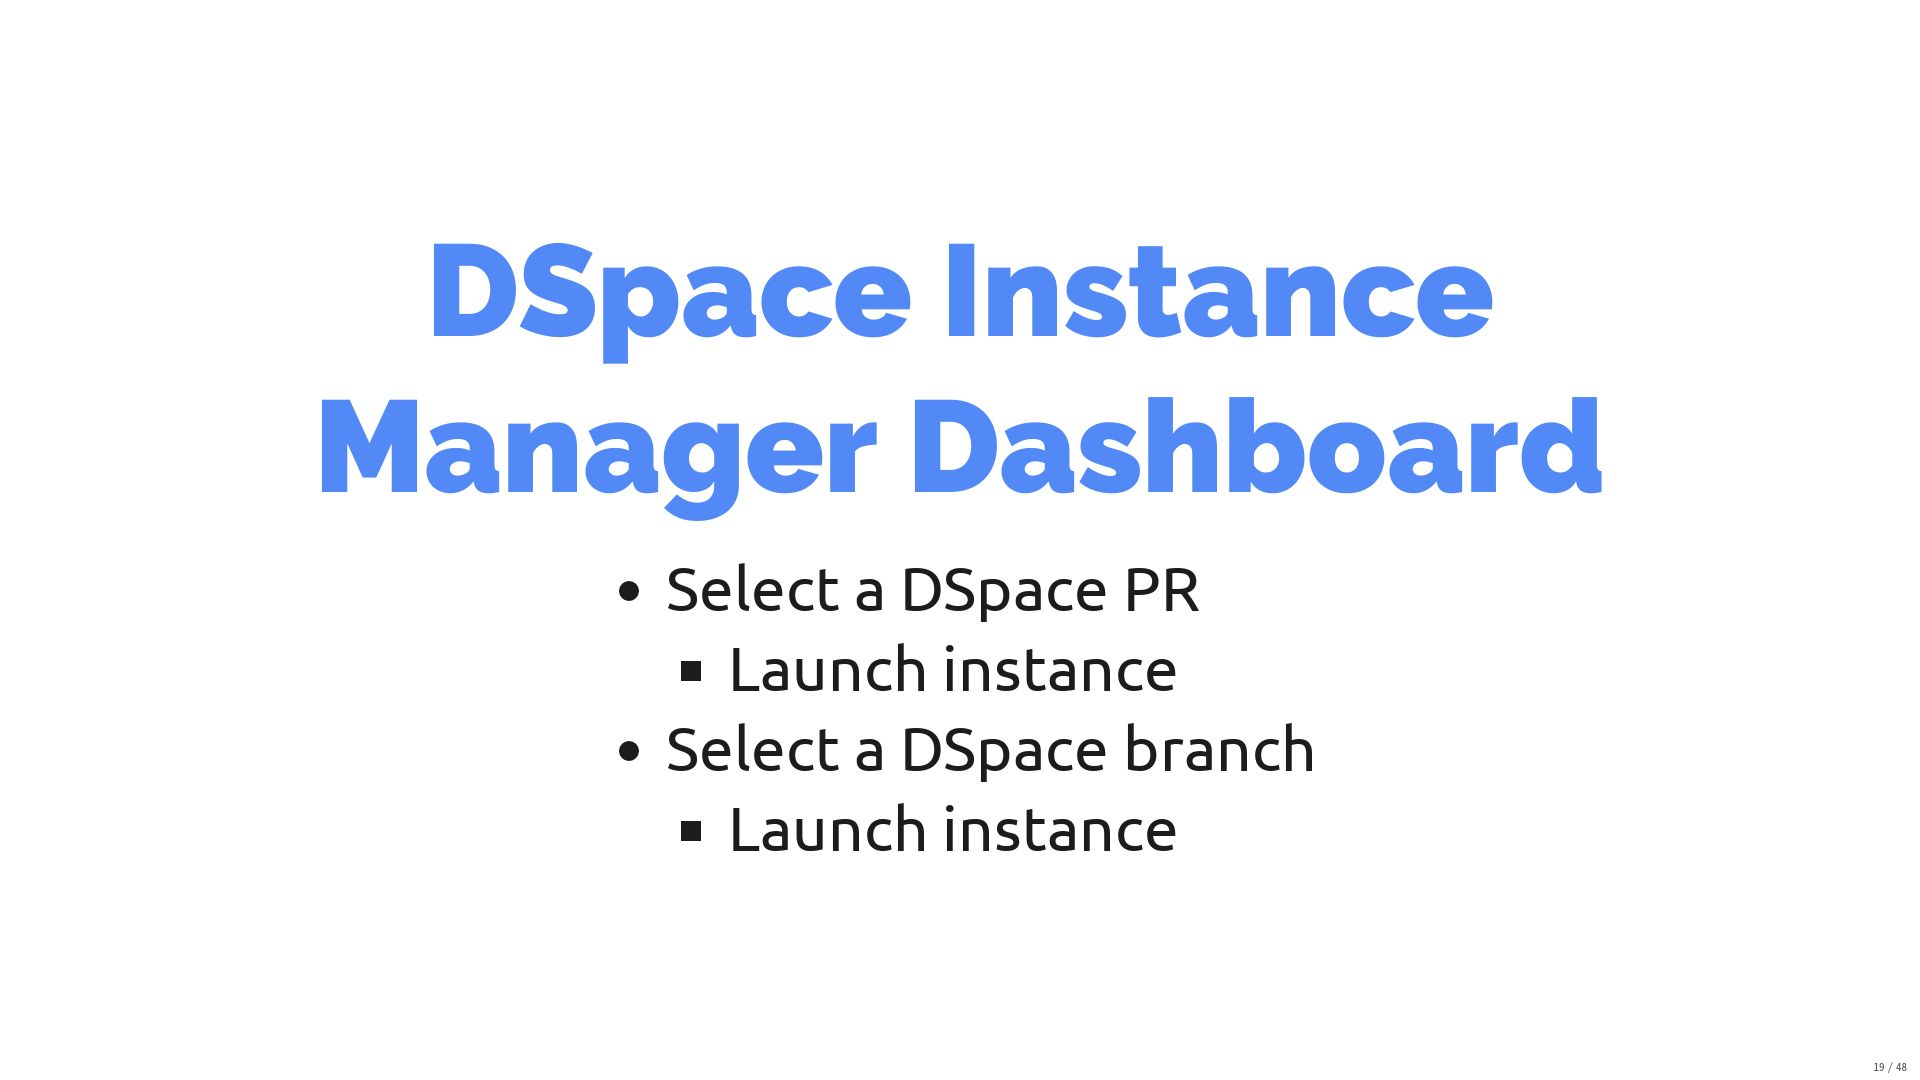 DSpace Instance
Manager Dashboard
• Select a DSpace PR
▪ Launch instance
• Select a DSpace branch
▪ Launch instance
19 / 48